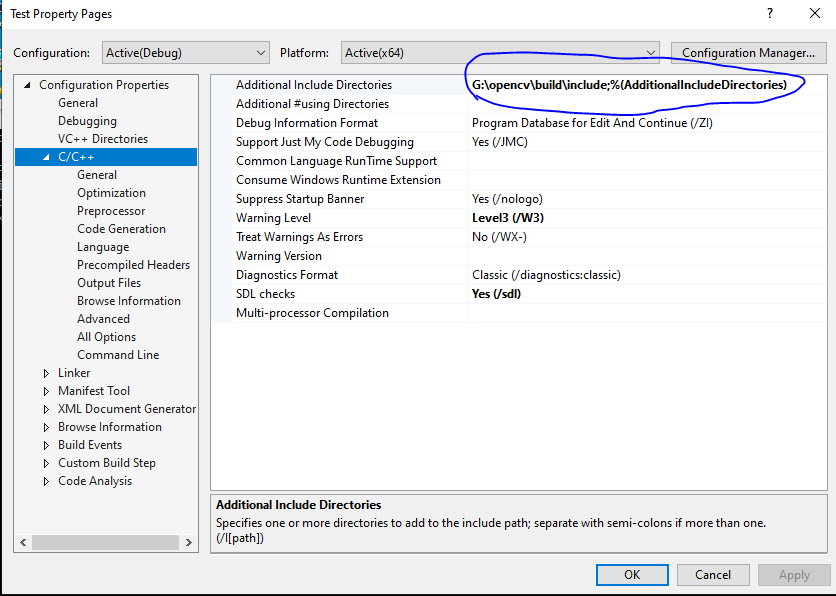 Test Property Pages
Configuration: Active(Debug) Platform: Active(x64) Configuration Manager...
Configuration Properties
General
Debugging
VC++ Directories
C/C++
General
Optimization
Preprocessor
Code Generation
Language
Precompiled Headers
Output Files
Browse Information
Advanced
All Options
Command Line
Linker
Manifest Tool
XML Document Generator
Browse Information
Build Events
Custom Build Step
Code Analysis
Additional Include Directories G:\opencv\build\include;%(AdditionalIncludeDirectories)
Additional #using Directories
Debug Information Format Program Database for Edit And Continue (/ZI)
Support Just My Code Debugging Yes (/JMC)
Common Language RunTime Support
Consume Windows Runtime Extension
Suppress Startup Banner Yes (/nologo)
Warning Level Level3 (/W3)
Treat Warnings As Errors No (/WX-)
Warning Version
Diagnostics Format Classic (/diagnostics:classic)
SDL checks Yes (/sdl)
Multi-processor Compilation
Additional Include Directories
Specifies one or more directories to add to the include path; separate with semi-colons if more than one.
(/I[path])
OK Cancel Apply